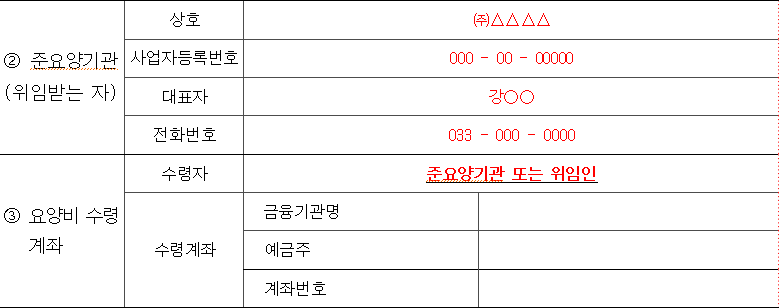 상호 ㈜△△△△
② 준요양기관 사업자등록번호 000 - 00 - 00000
(위임받는 자) 대표자 강○○
전화번호 033 - 000 - 0000
수령자 준요양기관 또는 위임인
③ 요양비 수령 금융기관명
계좌 수령계좌 예금주
계좌번호